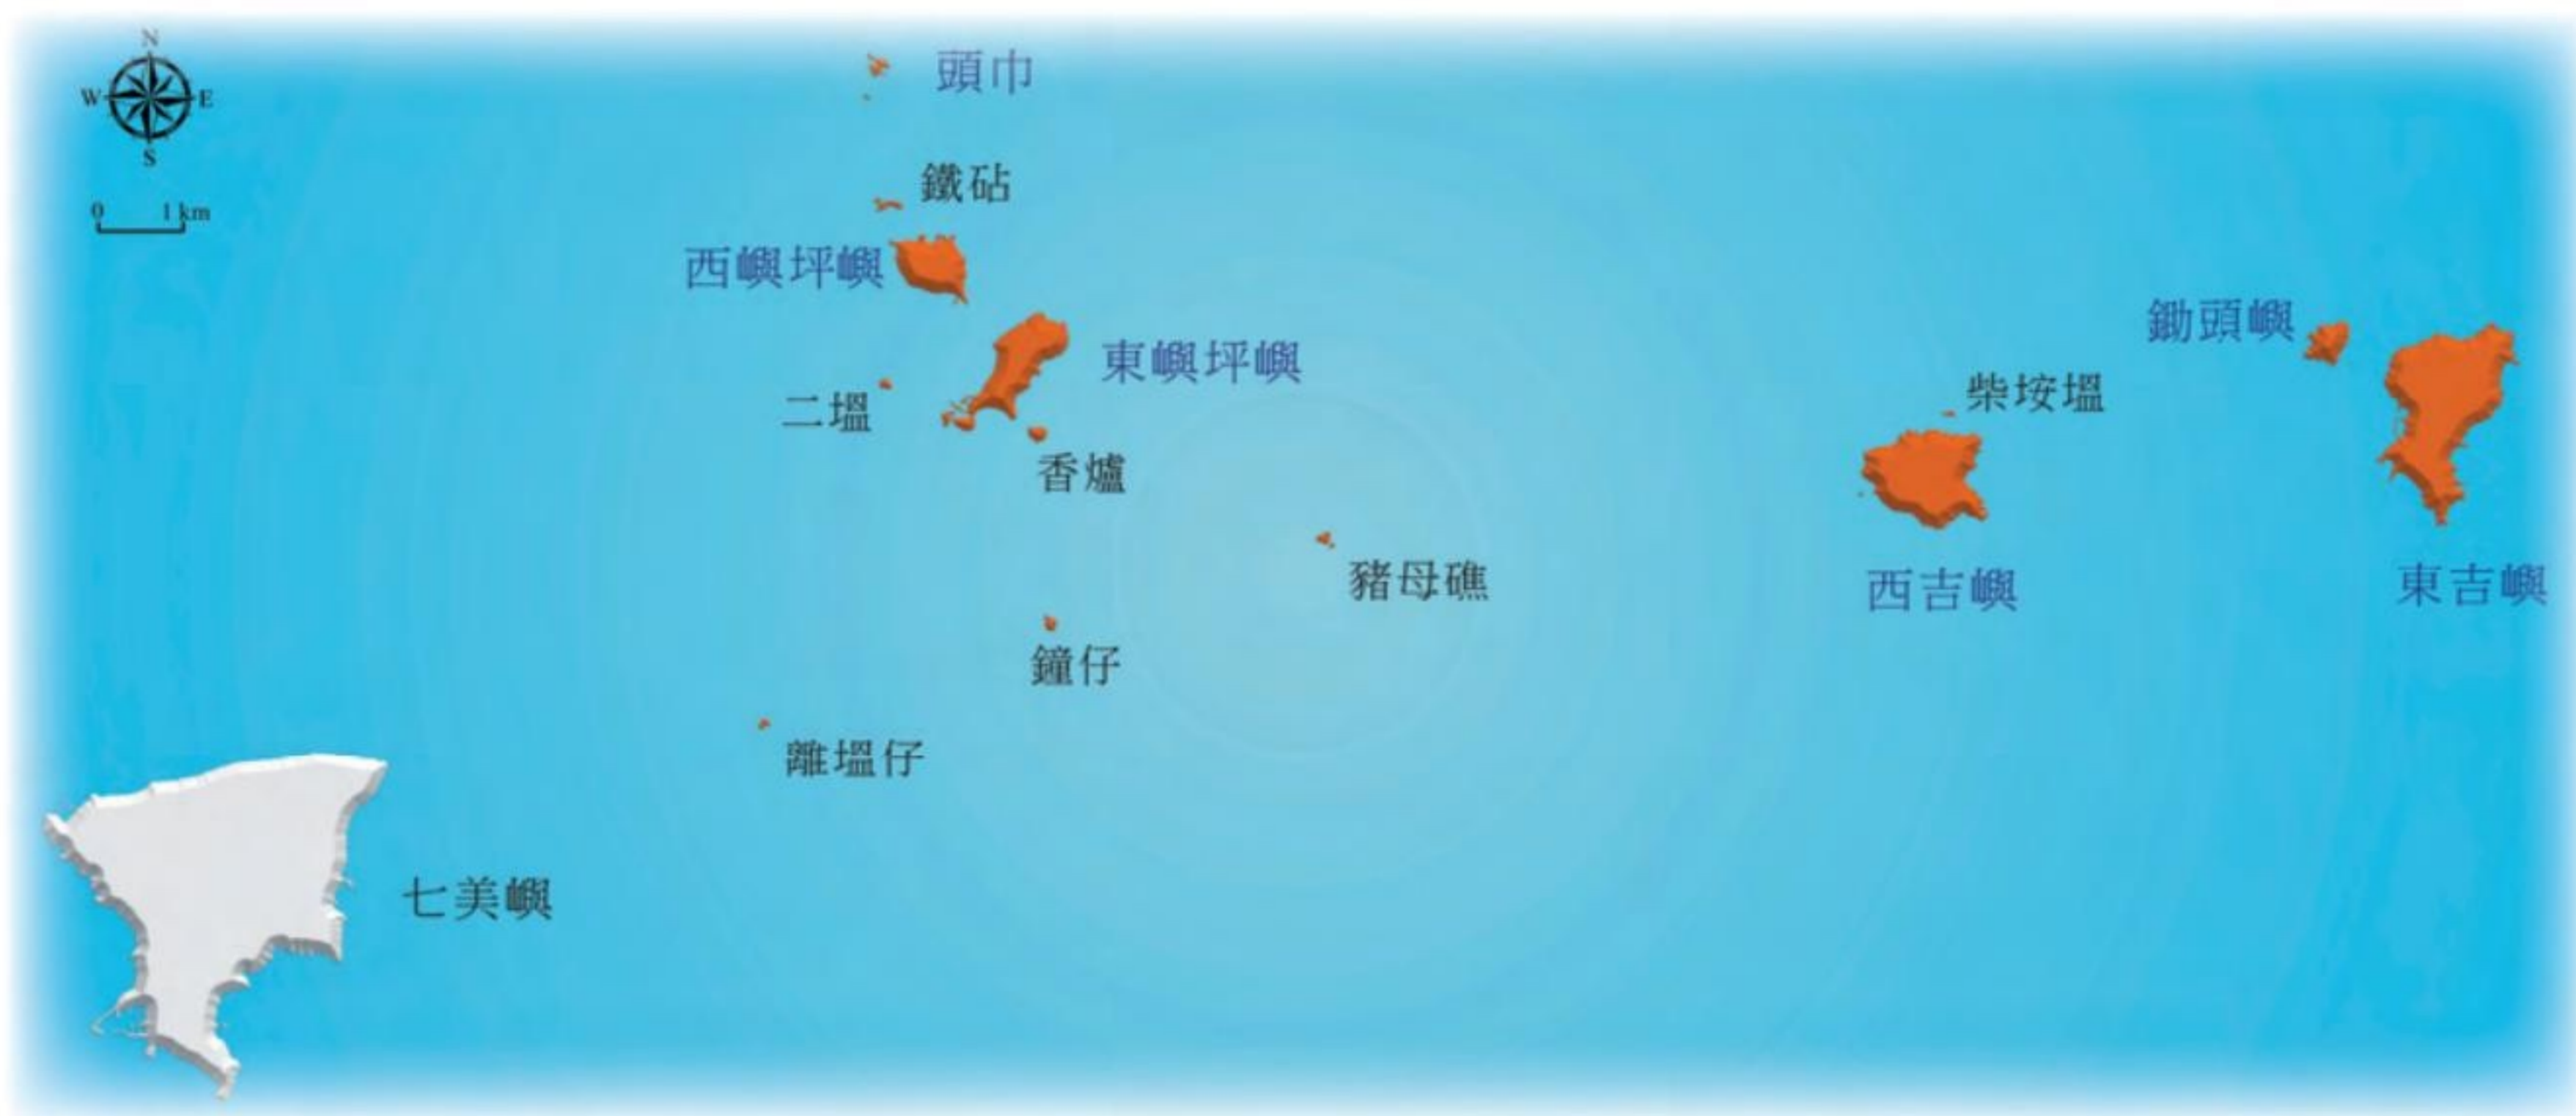 N
W E
S
0 1 km
頭巾
鐵砧
西嶼坪嶼
東嶼坪嶼
二塭
香爐
鋤頭嶼
柴垵塭
豬母礁
西吉嶼
東吉嶼
鐘仔
離塭仔
七美嶼